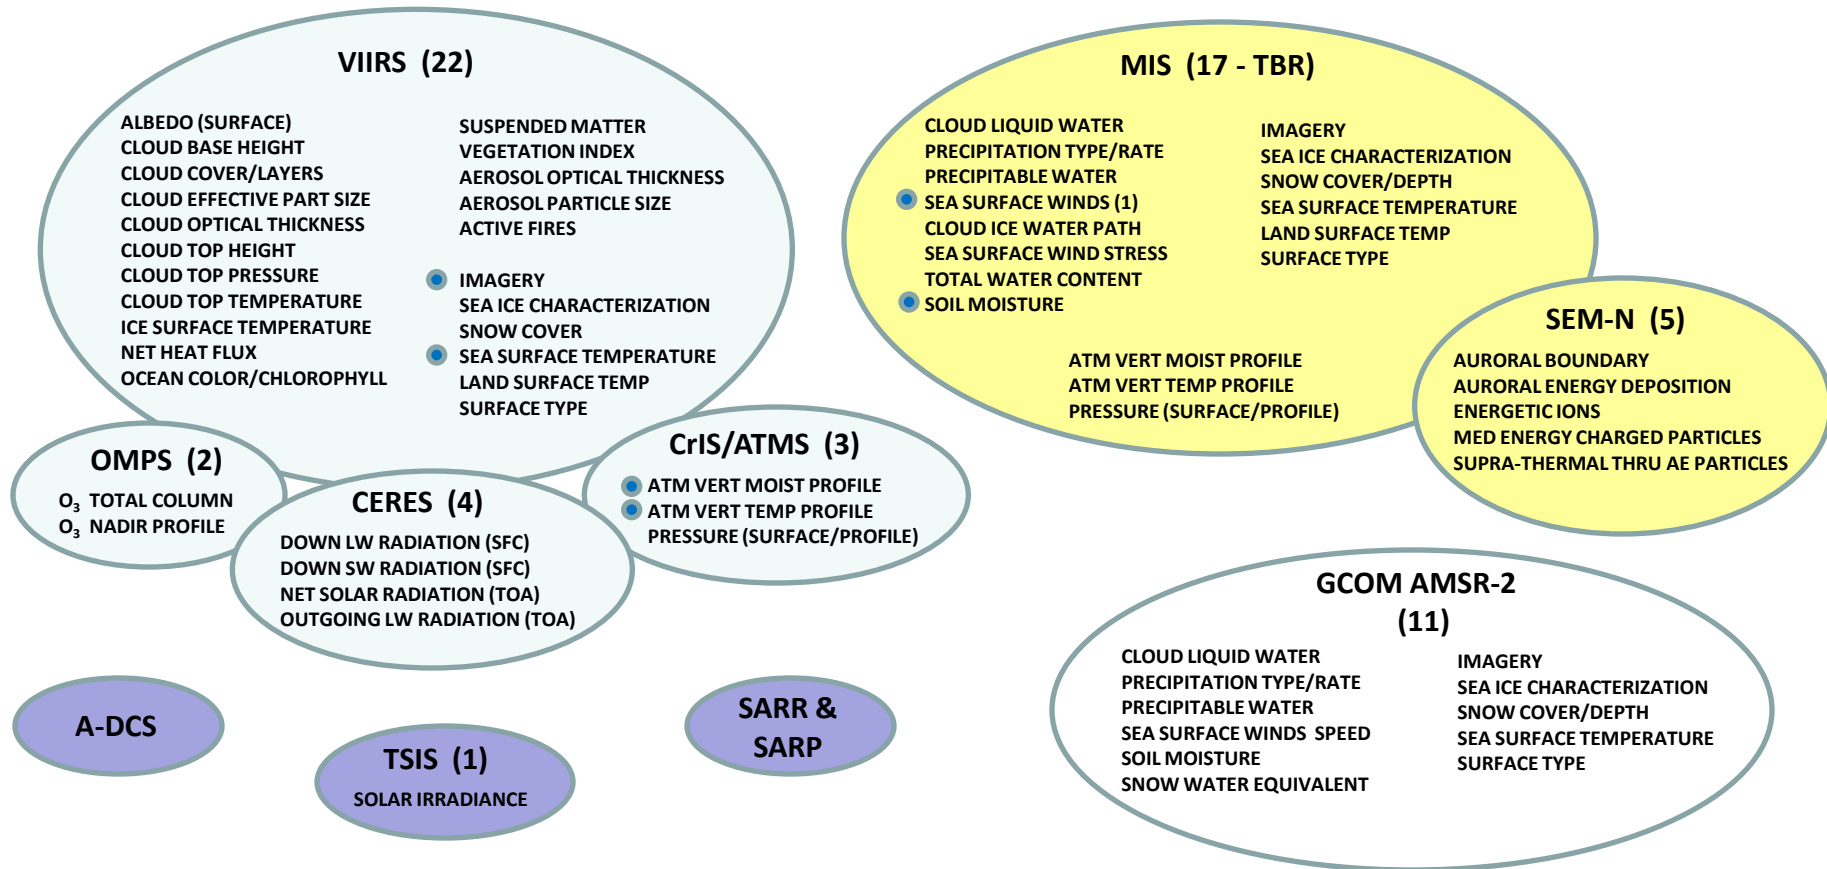 VIIRS (22)
ALBEDO (SURFACE)
CLOUD BASE HEIGHT
CLOUD COVER/LAYERS
CLOUD EFFECTIVE PART SIZE
CLOUD OPTICAL THICKNESS
CLOUD TOP HEIGHT
CLOUD TOP PRESSURE
CLOUD TOP TEMPERATURE
ICE SURFACE TEMPERATURE
NET HEAT FLUX
OCEAN COLOR/CHLOROPHYLL
SUSPENDED MATTER
VEGETATION INDEX
AEROSOL OPTICAL THICKNESS
AEROSOL PARTICLE SIZE
ACTIVE FIRES
IMAGERY
SEA ICE CHARACTERIZATION
SNOW COVER
SEA SURFACE TEMPERATURE
LAND SURFACE TEMP
SURFACE TYPE
OMPS (2)
O₃ TOTAL COLUMN
O₃ NADIR PROFILE
CERES (4)
DOWN LW RADIATION (SFC)
DOWN SW RADIATION (SFC)
NET SOLAR RADIATION (TOA)
OUTGOING LW RADIATION (TOA)
CrIS/ATMS (3)
ATM VERT MOIST PROFILE
ATM VERT TEMP PROFILE
PRESSURE (SURFACE/PROFILE)
A-DCS
TSIS (1)
SOLAR IRRADIANCE
SARR &
SARP
MIS (17 - TBR)
CLOUD LIQUID WATER
PRECIPITATION TYPE/RATE
PRECIPITABLE WATER
SEA SURFACE WINDS (1)
CLOUD ICE WATER PATH
SEA SURFACE WIND STRESS
TOTAL WATER CONTENT
SOIL MOISTURE
IMAGERY
SEA ICE CHARACTERIZATION
SNOW COVER/DEPTH
SEA SURFACE TEMPERATURE
LAND SURFACE TEMP
SURFACE TYPE
ATM VERT MOIST PROFILE
ATM VERT TEMP PROFILE
PRESSURE (SURFACE/PROFILE)
SEM-N (5)
AURORAL BOUNDARY
AURORAL ENERGY DEPOSITION
ENERGETIC IONS
MED ENERGY CHARGED PARTICLES
SUPRA-THERMAL THRU AE PARTICLES
GCOM AMSR-2
(11)
CLOUD LIQUID WATER
PRECIPITATION TYPE/RATE
PRECIPITABLE WATER
SEA SURFACE WINDS SPEED
SOIL MOISTURE
SNOW WATER EQUIVALENT
IMAGERY
SEA ICE CHARACTERIZATION
SNOW COVER/DEPTH
SEA SURFACE TEMPERATURE
SURFACE TYPE